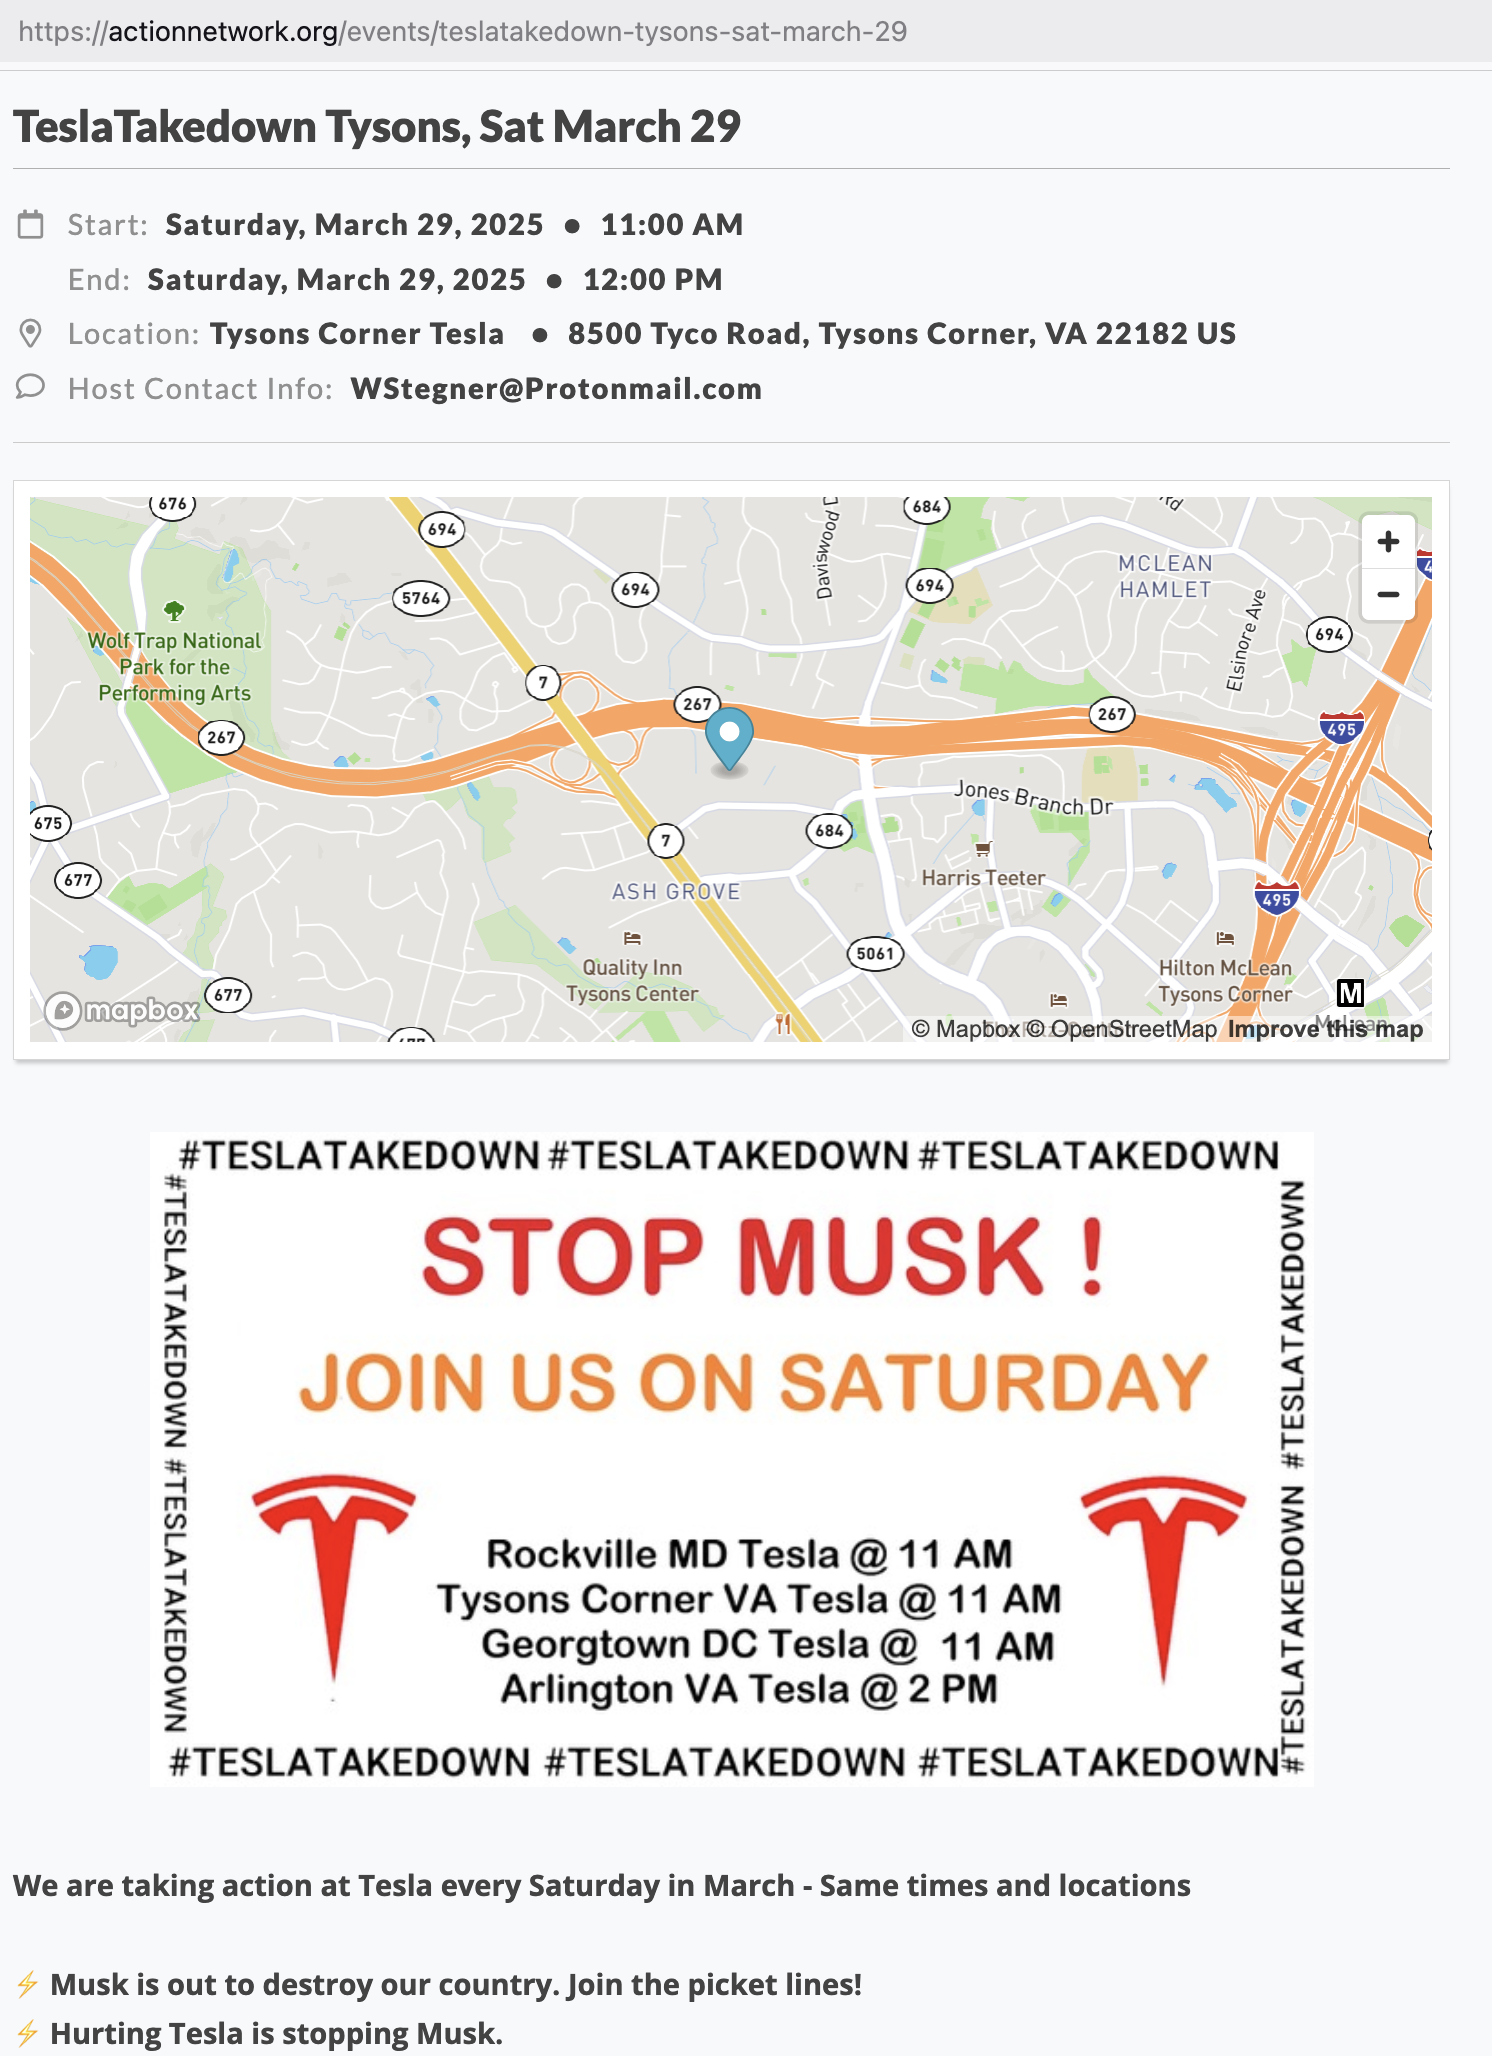 https://actionnetwork.org/events/teslatakedown-tysons-sat-march-29
TeslaTakedown Tysons, Sat March 29
Start: Saturday, March 29, 2025 ● 11:00 AM
End: Saturday, March 29, 2025 ● 12:00 PM
Location: Tysons Corner Tesla ● 8500 Tyco Road, Tysons Corner, VA 22182 US
Host Contact Info: WStegner@Protonmail.com
676
694
684
Rd
Daviswood D
+
−
MCLEAN
HAMLET
5764
694
694
694
Elsinore Ave
Wolf Trap National
Park for the
Performing Arts
7
267
267
267
495
675
Jones Branch Dr
684
7
677
Harris Teeter
ASH GROVE
495
5061
Quality Inn
Tysons Center
Hilton McLean
Tysons Corner
677
M
mapbox
McLean
© Mapbox © OpenStreetMap Improve this map
#TESLATAKEDOWN #TESLATAKEDOWN #TESLATAKEDOWN
#TESLATAKEDOWN #TESLATAKEDOWN
STOP MUSK !
JOIN US ON SATURDAY
Rockville MD Tesla @ 11 AM
Tysons Corner VA Tesla @ 11 AM
Georgtown DC Tesla @ 11 AM
Arlington VA Tesla @ 2 PM
#TESLATAKEDOWN #TESLATAKEDOWN
#TESLATAKEDOWN #TESLATAKEDOWN #TESLATAKEDOWN
We are taking action at Tesla every Saturday in March - Same times and locations
⚡ Musk is out to destroy our country. Join the picket lines!
⚡ Hurting Tesla is stopping Musk.